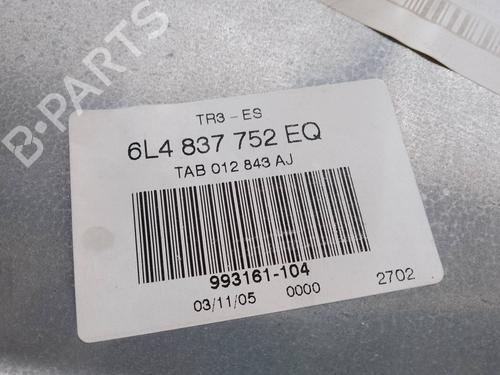 B-PARTS
TR3-ES
6L4 837 752 EQ
TAB 012 843 AJ
993161-104
03/11/05 0000 2702